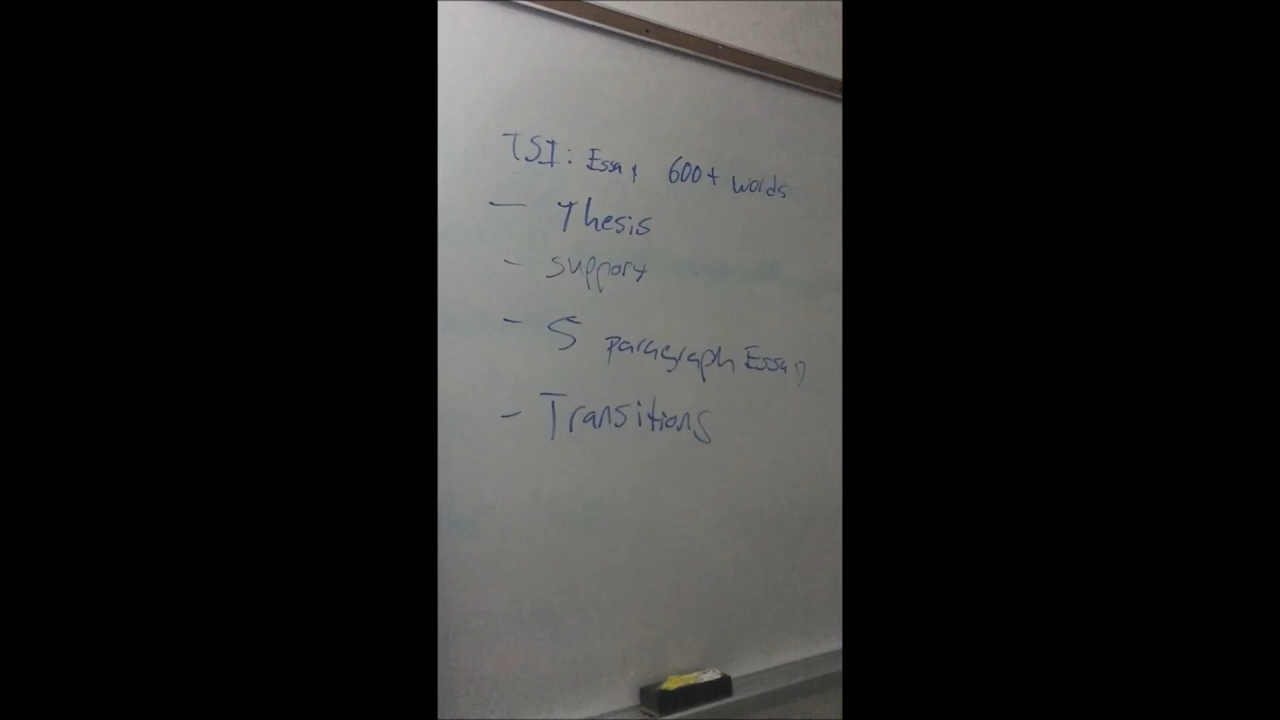 TSI: Essay 600+ words
- Thesis
- support
- 5 paragraph Essay
- Transitions